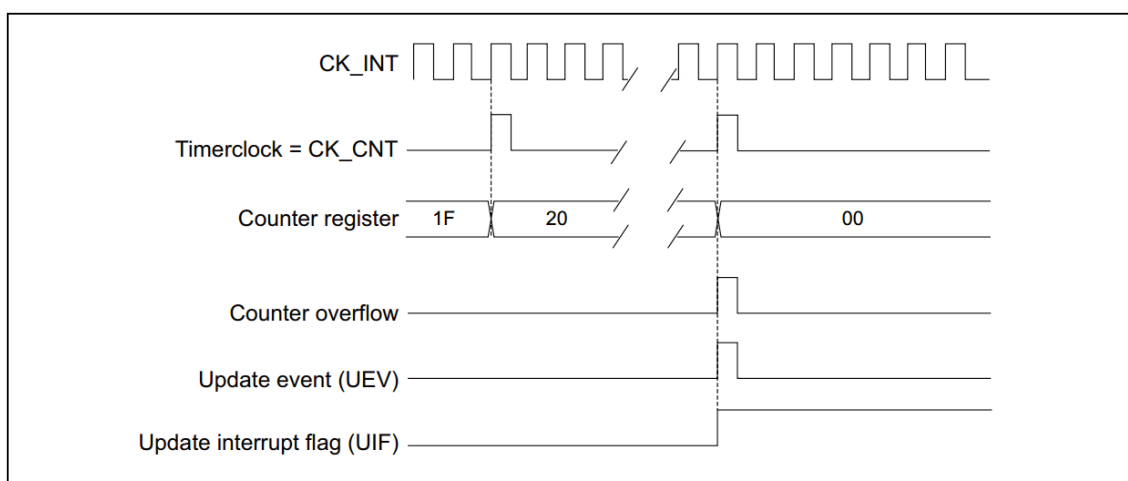 CK_INT
Timerclock = CK_CNT
Counter register 1F 20 00
Counter overflow
Update event (UEV)
Update interrupt flag (UIF)